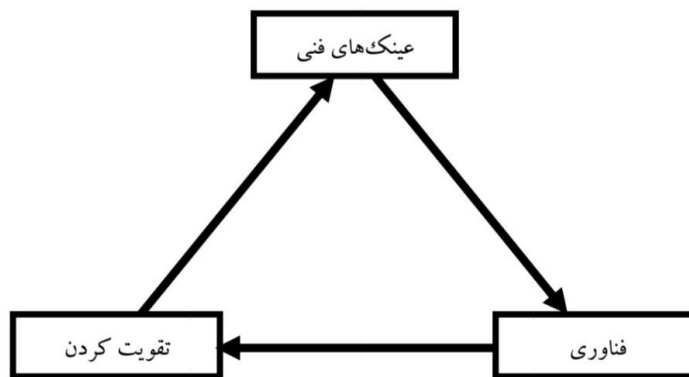 عینک‌های فنی
فناوری
تقویت کردن